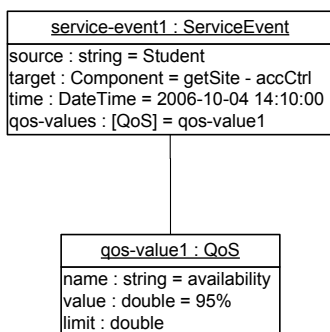 service-event1 : ServiceEvent
source : string = Student
target : Component = getSite - accCtrl
time : DateTime = 2006-10-04 14:10:00
qos-values : [QoS] = qos-value1
qos-value1 : QoS
name : string = availability
value : double = 95%
limit : double